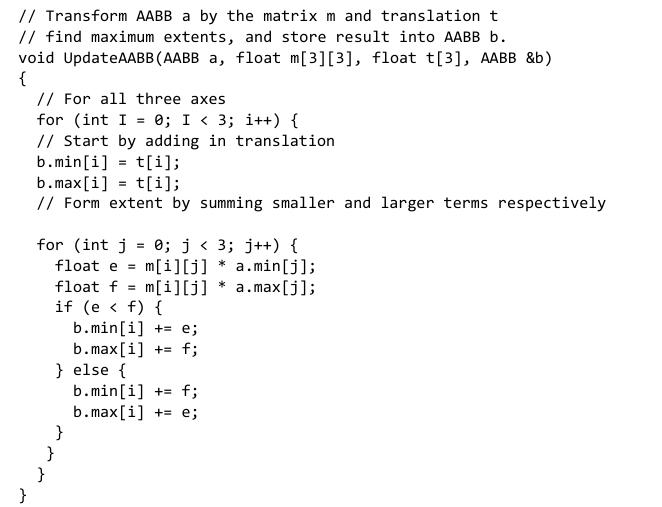 // Transform AABB a by the matrix m and translation t
// find maximum extents, and store result into AABB b.
void UpdateAABB(AABB a, float m[3][3], float t[3], AABB &b)
{
  // For all three axes
  for (int I = 0; I < 3; i++) {
  // Start by adding in translation
  b.min[i] = t[i];
  b.max[i] = t[i];
  // Form extent by summing smaller and larger terms respectively

  for (int j = 0; j < 3; j++) {
    float e = m[i][j] * a.min[j];
    float f = m[i][j] * a.max[j];
    if (e < f) {
      b.min[i] += e;
      b.max[i] += f;
    } else {
      b.min[i] += f;
      b.max[i] += e;
    }
   }
  }
}